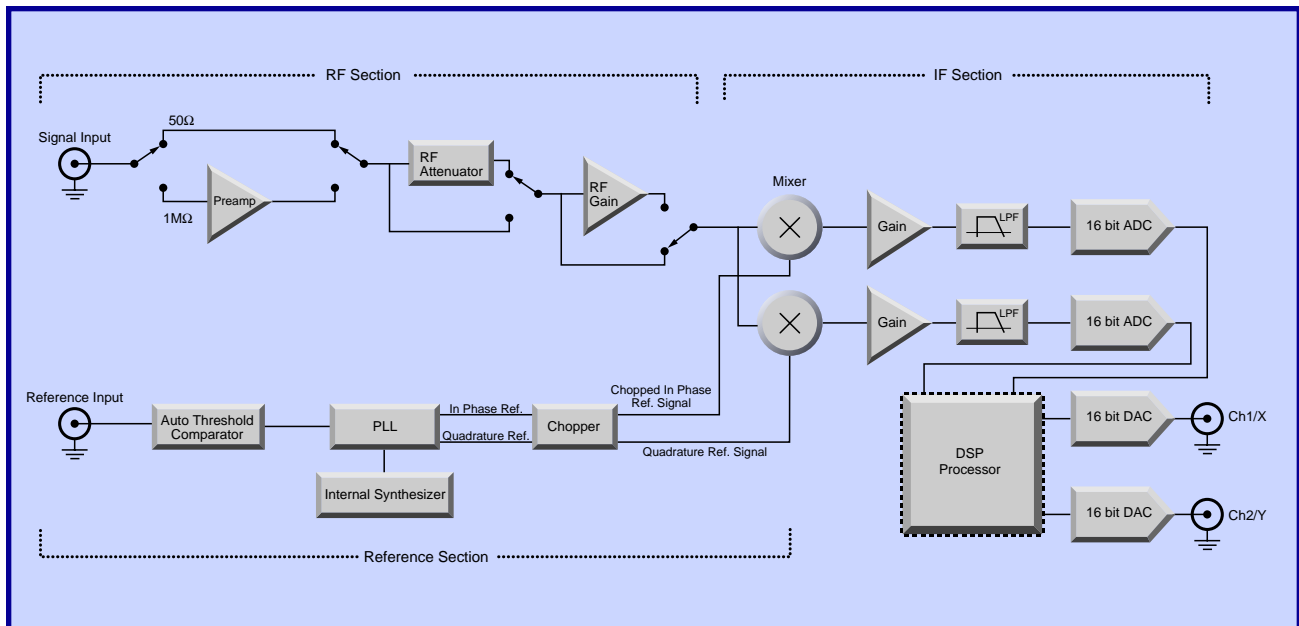 RF Section
IF Section
Signal Input
50Ω
1MΩ
Preamp
RF
Attenuator
RF
Gain
Mixer
Gain
LPF
16 bit ADC
Gain
LPF
16 bit ADC
Reference Input
Auto Threshold
Comparator
PLL
In Phase Ref.
Quadrature Ref.
Chopper
Chopped In Phase
Ref. Signal
Quadrature Ref. Signal
Internal Synthesizer
DSP
Processor
16 bit DAC
Ch1/X
16 bit DAC
Ch2/Y
Reference Section